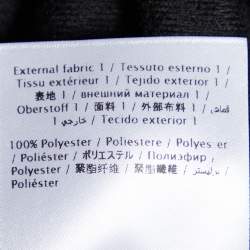 External fabric 1 / Tessuto esterno 1 /
Tissu extérieur 1 / Tejido exterior 1 /
表地 1 / внешний материал 1 /
Oberstoff 1 / 面料 1 / 外部布料 1 /
Tecido exterior 1 / خارجي 1 / قماش
100% Polyester / Poliestere / Polyester
/ Poliéster / ポリエステル / Полиэфир /
Polyester / 聚酯纤维 / 聚酯纖維 / بوليستر /
Poliéster